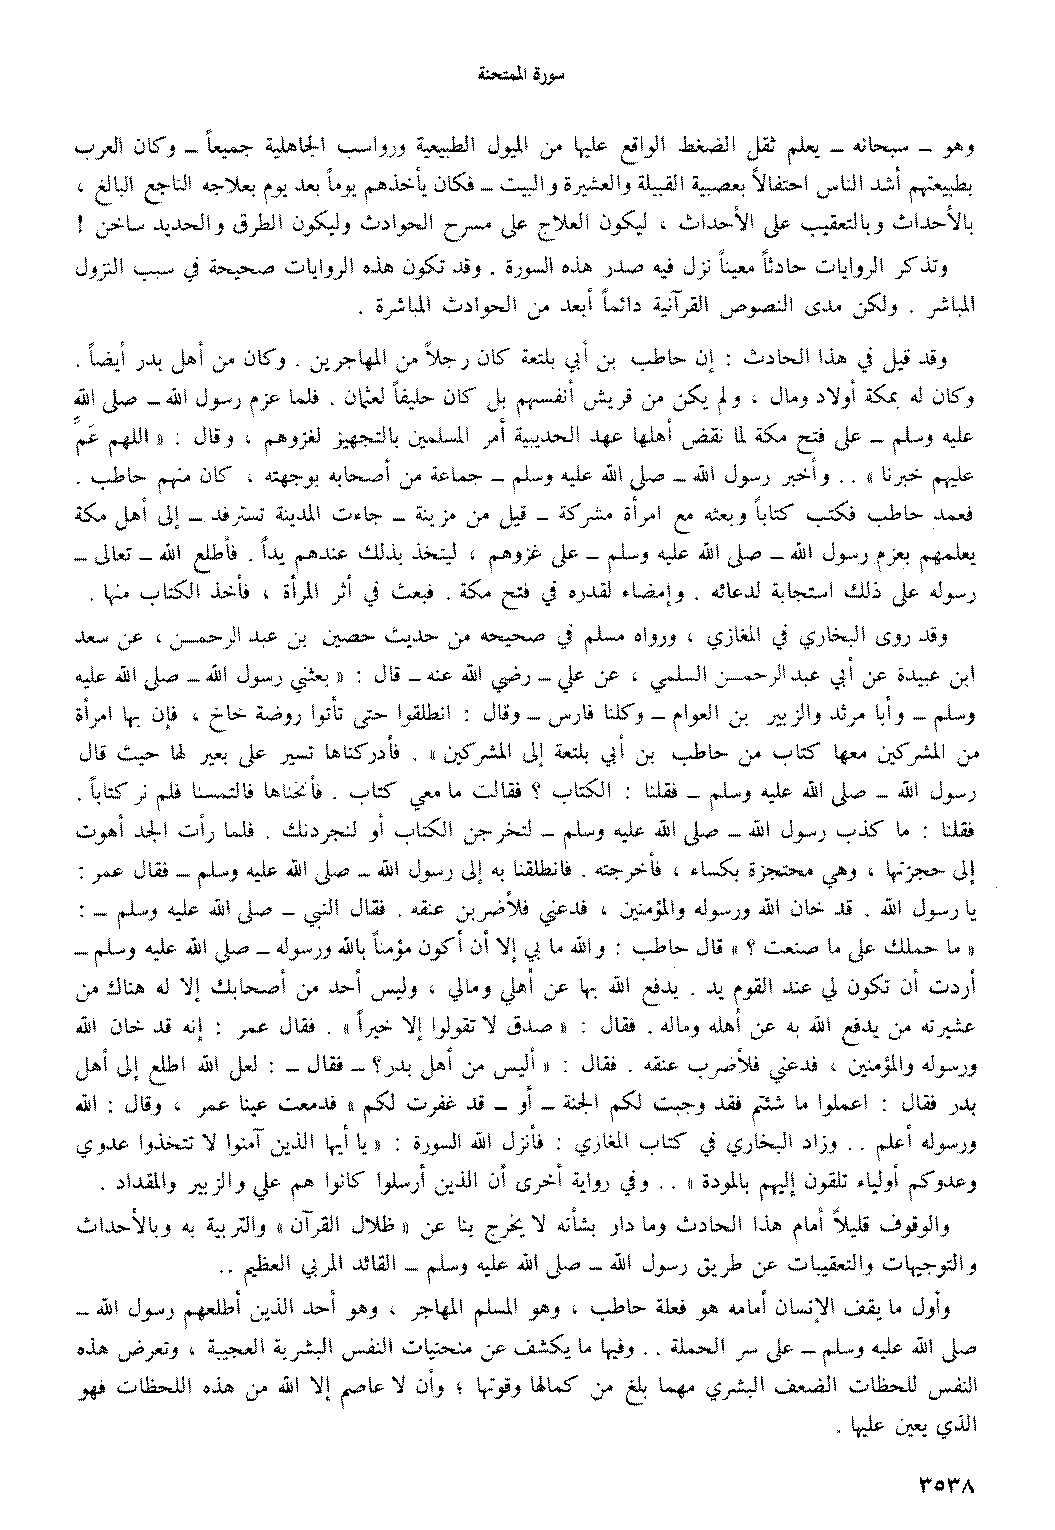 سورة الممتحنة
وهو – سبحانه – يعلم ثقل الضغط الواقع عليها من الميول الطبيعية ورواسب الجاهلية جميعاً – وكان العرب
بطبيعتهم أشد الناس احتفالاً بعصبية القبيلة والعشيرة والبيت – فكان يأخذهم يوماً بعد يوم بعلاجه الناجع البالغ ،
بالأحداث وبالتعقيب على الأحداث ، ليكون العلاج على مسرح الحوادث وليكون الطرق والحديد ساخن !
وتذكر الروايات حادثاً معيناً نزل فيه صدر هذه السورة . وقد تكون هذه الروايات صحيحة في سبب النزول
المباشر . ولكن مدى النصوص القرآنية دائماً أبعد من الحوادث المباشرة .
وقد قيل في هذا الحادث : إن حاطب بن أبي بلتعة كان رجلاً من المهاجرين . وكان من أهل بدر أيضاً .
وكان له بمكة أولاد ومال ، ولم يكن من قريش أنفسهم بل كان حليفاً لعثمان . فلما عزم رسول الله – صلى الله
عليه وسلم – على فتح مكة لما نقض أهلها عهد الحديبية أمر المسلمين بالتجهيز لغزوهم ، وقال : « اللهم عَمِّ
عليهم خبرنا » .. وأخبر رسول الله – صلى الله عليه وسلم – جماعة من أصحابه بوجهته ، كان منهم حاطب .
فعمد حاطب فكتب كتاباً وبعثه مع امرأة مشركة – قيل من مزينة – جاءت المدينة تسترفد – إلى أهل مكة
يعلمهم بعزم رسول الله – صلى الله عليه وسلم – على غزوهم ، ليتخذ بذلك عندهم يداً . فأطلع الله – تعالى –
رسوله على ذلك استجابة لدعائه . وإمضاء لقدره في فتح مكة . فبعث في أثر المرأة ، فأخذ الكتاب منها .
وقد روى البخاري في المغازي ، ورواه مسلم في صحيحه من حديث حصين بن عبد الرحمـن ، عن سعد
ابن عبيدة عن أبي عبد الرحمـن السلمي ، عن علي – رضي الله عنه – قال : « بعثني رسول الله – صلى الله عليه
وسلم – وأبا مرثد والزبير بن العوام – وكلنا فارس – وقال : انطلقوا حتى تأتوا روضة خاخ ، فإن بها امرأة
من المشركين معها كتاب من حاطب بن أبي بلتعة إلى المشركين » . فأدركناها تسير على بعير لها حيث قال
رسول الله – صلى الله عليه وسلم – فقلنا : الكتاب ؟ فقالت ما معي كتاب . فأنخناها فالتمسنا فلم نر كتاباً .
فقلنا : ما كذب رسول الله – صلى الله عليه وسلم – لتخرجن الكتاب أو لنجردنك . فلما رأت الجد أهوت
إلى حجزتها ، وهي محتجزة بكساء ، فأخرجته . فانطلقنا به إلى رسول الله – صلى الله عليه وسلم – فقال عمر :
يا رسول الله . قد خان الله ورسوله والمؤمنين ، فدعني فلأضربن عنقه . فقال النبي – صلى الله عليه وسلم – :
« ما حملك على ما صنعت ؟ » قال حاطب : والله ما بي إلا أن أكون مؤمناً بالله ورسوله – صلى الله عليه وسلم –
أردت أن تكون لي عند القوم يد . يدفع الله بها عن أهلي ومالي ، وليس أحد من أصحابك إلا له هناك من
عشيرته من يدفع الله به عن أهله وماله . فقال : « صدق لا تقولوا إلا خيراً » . فقال عمر : إنه قد خان الله
ورسوله والمؤمنين ، فدعني فلأضرب عنقه . فقال : « أليس من أهل بدر ؟ – فقال – : لعل الله اطلع إلى أهل
بدر فقال : اعملوا ما شئتم فقد وجبت لكم الجنة – أو – قد غفرت لكم » فدمعت عينا عمر ، وقال : الله
ورسوله أعلم .. وزاد البخاري في كتاب المغازي : فأنزل الله السورة : « يا أيها الذين آمنوا لا تتخذوا عدوي
وعدوكم أولياء تلقون إليهم بالمودة » .. وفي رواية أخرى أن الذين أرسلوا كانوا هم علي والزبير والمقداد .
والوقوف قليلاً أمام هذا الحادث وما دار بشأنه لا يخرج بنا عن « ظلال القرآن » والتربية به وبالأحداث
والتوجيهات والتعقيبات عن طريق رسول الله – صلى الله عليه وسلم – القائد المربي العظيم ..
وأول ما يقف الإنسان أمامه هو فعلة حاطب ، وهو المسلم المهاجر ، وهو أحد الذين أطلعهم رسول الله –
صلى الله عليه وسلم – على سر الحملة .. وفيها ما يكشف عن منحنيات النفس البشرية العجيبة ، وتعرض هذه
النفس للحظات الضعف البشري مهما بلغ من كمالها وقوتها ؛ وأن لا عاصم إلا الله من هذه اللحظات فهو
الذي يعين عليها .
٣٥٣٨